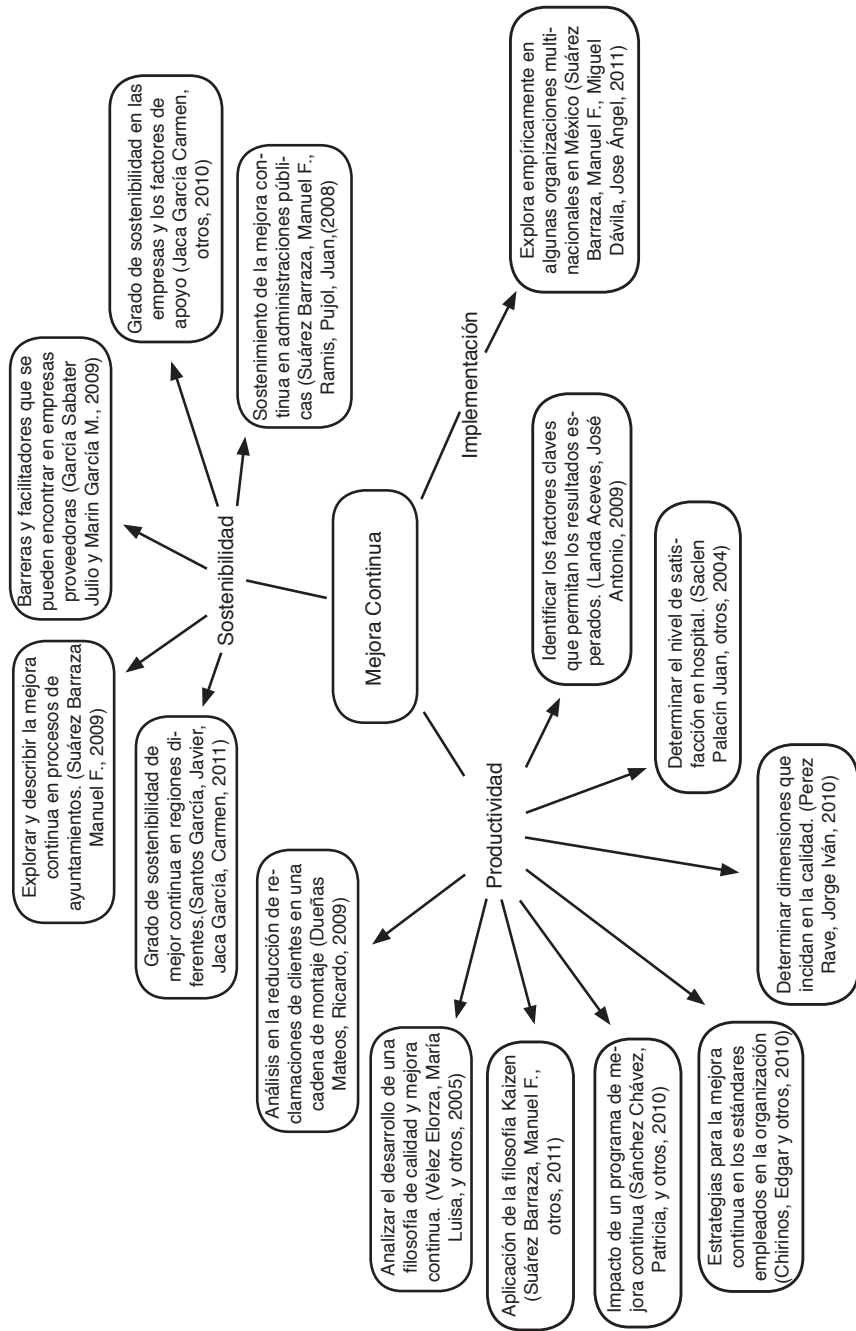 Explorar y describir la mejora
continua en procesos de
ayuntamientos. (Suárez Barraza
Manuel F., 2009)
Barreras y facilitadores que se
pueden encontrar en empresas
proveedoras (García Sabater
Julio y Marin García M., 2009)
Grado de sostenibilidad en las
empresas y los factores de
apoyo (Jaca García Carmen,
otros, 2010)
Grado de sostenibilidad de
mejor continua en regiones di-
ferentes.(Santos García, Javier,
Jaca García, Carmen, 2011)
Sostenibilidad
Sostenimiento de la mejora con-
tinua en administraciones públi-
cas (Suárez Barraza, Manuel F.,
Ramis, Pujol, Juan,(2008)
Mejora Continua
Implementación
Explora empíricamente en
algunas organizaciones multi-
nacionales en México (Suárez
Barraza, Manuel F., Miguel
Dávila, Jose Ángel, 2011)
Productividad
Análisis en la reducción de re-
clamaciones de clientes en una
cadena de montaje (Dueñas
Mateos, Ricardo, 2009)
Analizar el desarrollo de una
filosofía de calidad y mejora
continua. (Vèlez Elorza, María
Luisa, y otros, 2005)
Aplicación de la filosofía Kaizen
(Suárez Barraza, Manuel F.,
otros, 2011)
Impacto de un programa de me-
jora continua (Sánchez Chávez,
Patricia, y otros, 2010)
Estrategias para la mejora
continua en los estándares
empleados en la organización
(Chirinos, Edgar y otros, 2010)
Determinar dimensiones que
incidan en la calidad. (Perez
Rave, Jorge Iván, 2010)
Determinar el nivel de satis-
facción en hospital. (Saclen
Palacín Juan, otros, 2004)
Identificar los factores claves
que permitan los resultados es-
perados. (Landa Aceves, José
Antonio, 2009)